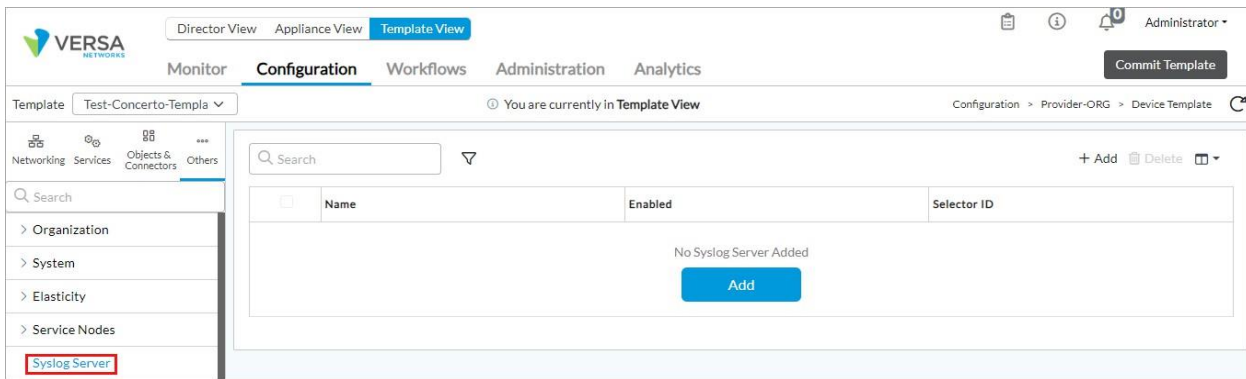 VERSA
NETWORKS
Director View Appliance View Template View
0
Administrator
Monitor Configuration Workflows Administration Analytics
Commit Template
Template Test-Concerto-Templa
You are currently in Template View
Configuration > Provider-ORG > Device Template
Networking Services Objects & Connectors Others
Search
+ Add Delete
Search
Name Enabled Selector ID
> Organization
> System
> Elasticity
> Service Nodes
Syslog Server
No Syslog Server Added
Add